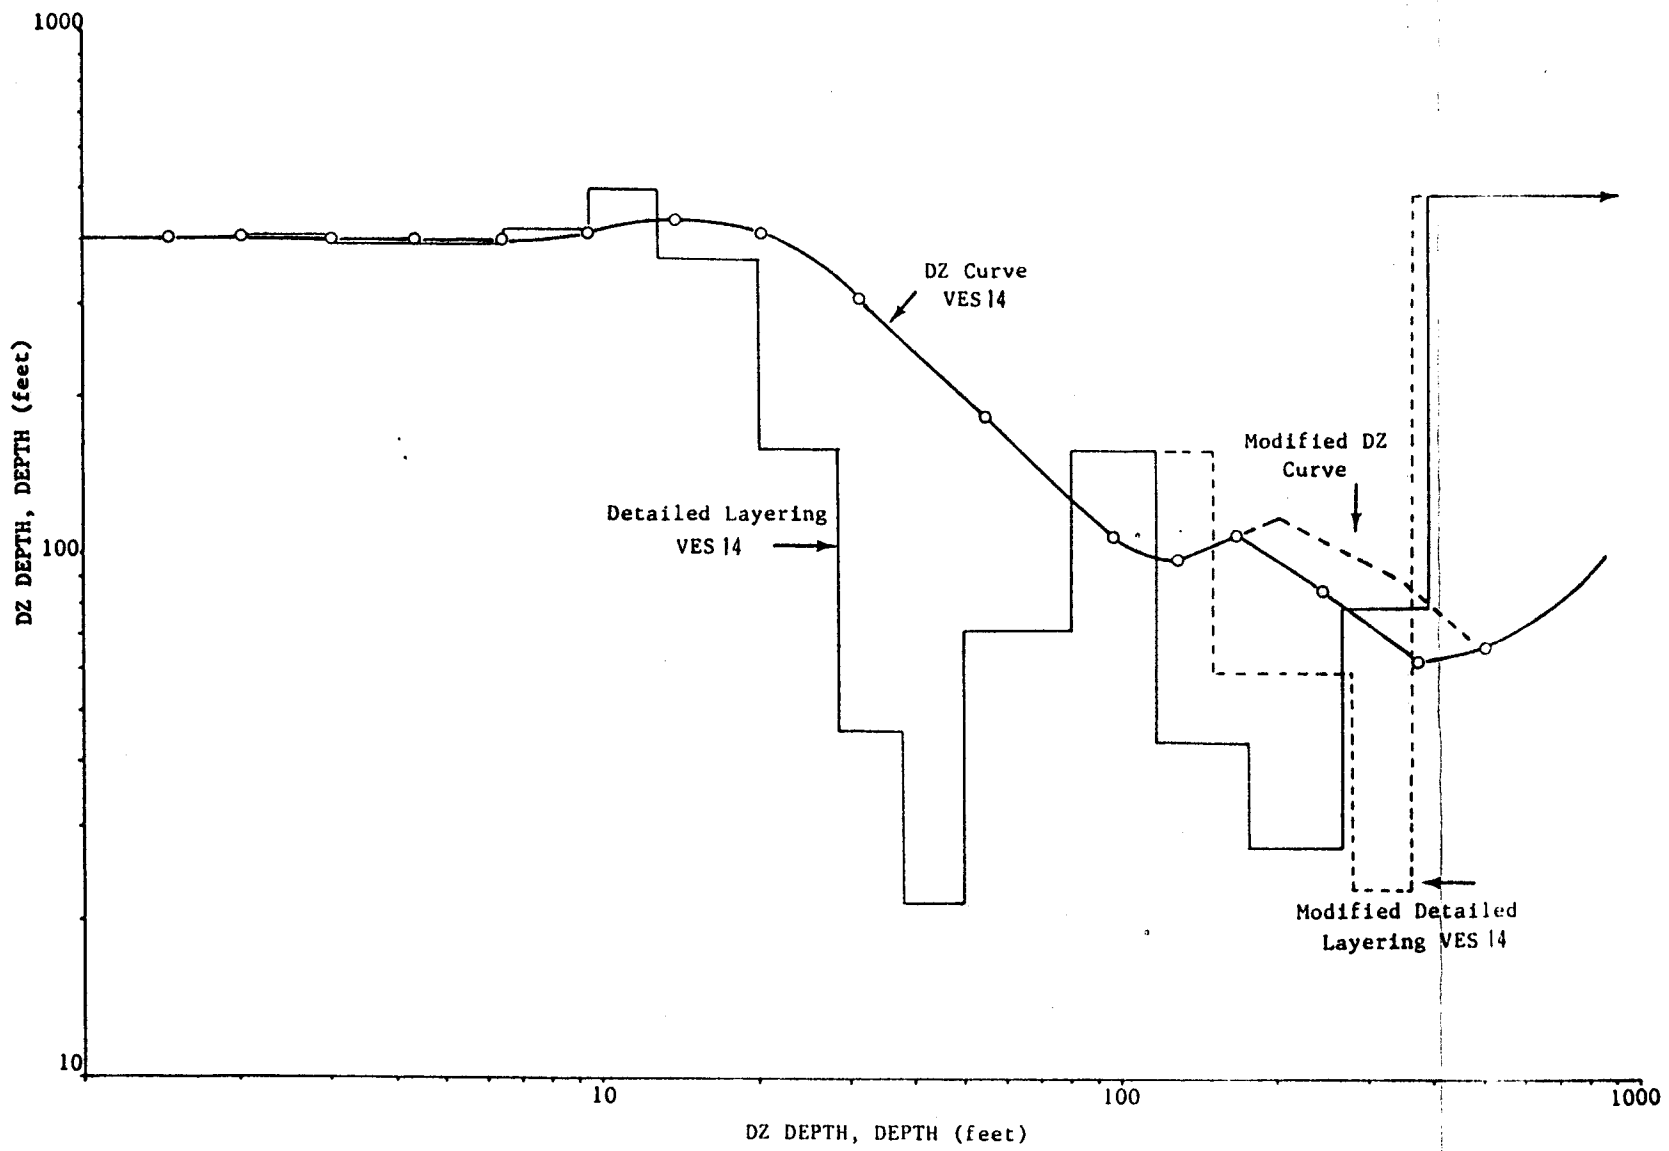 1000
DZ Curve
VES 14
DZ DEPTH, DEPTH (feet)
Modified DZ
Curve
Detailed Layering
VES 14
100
Modified Detailed
Layering VES 14
10
10
100
1000
DZ DEPTH, DEPTH (feet)